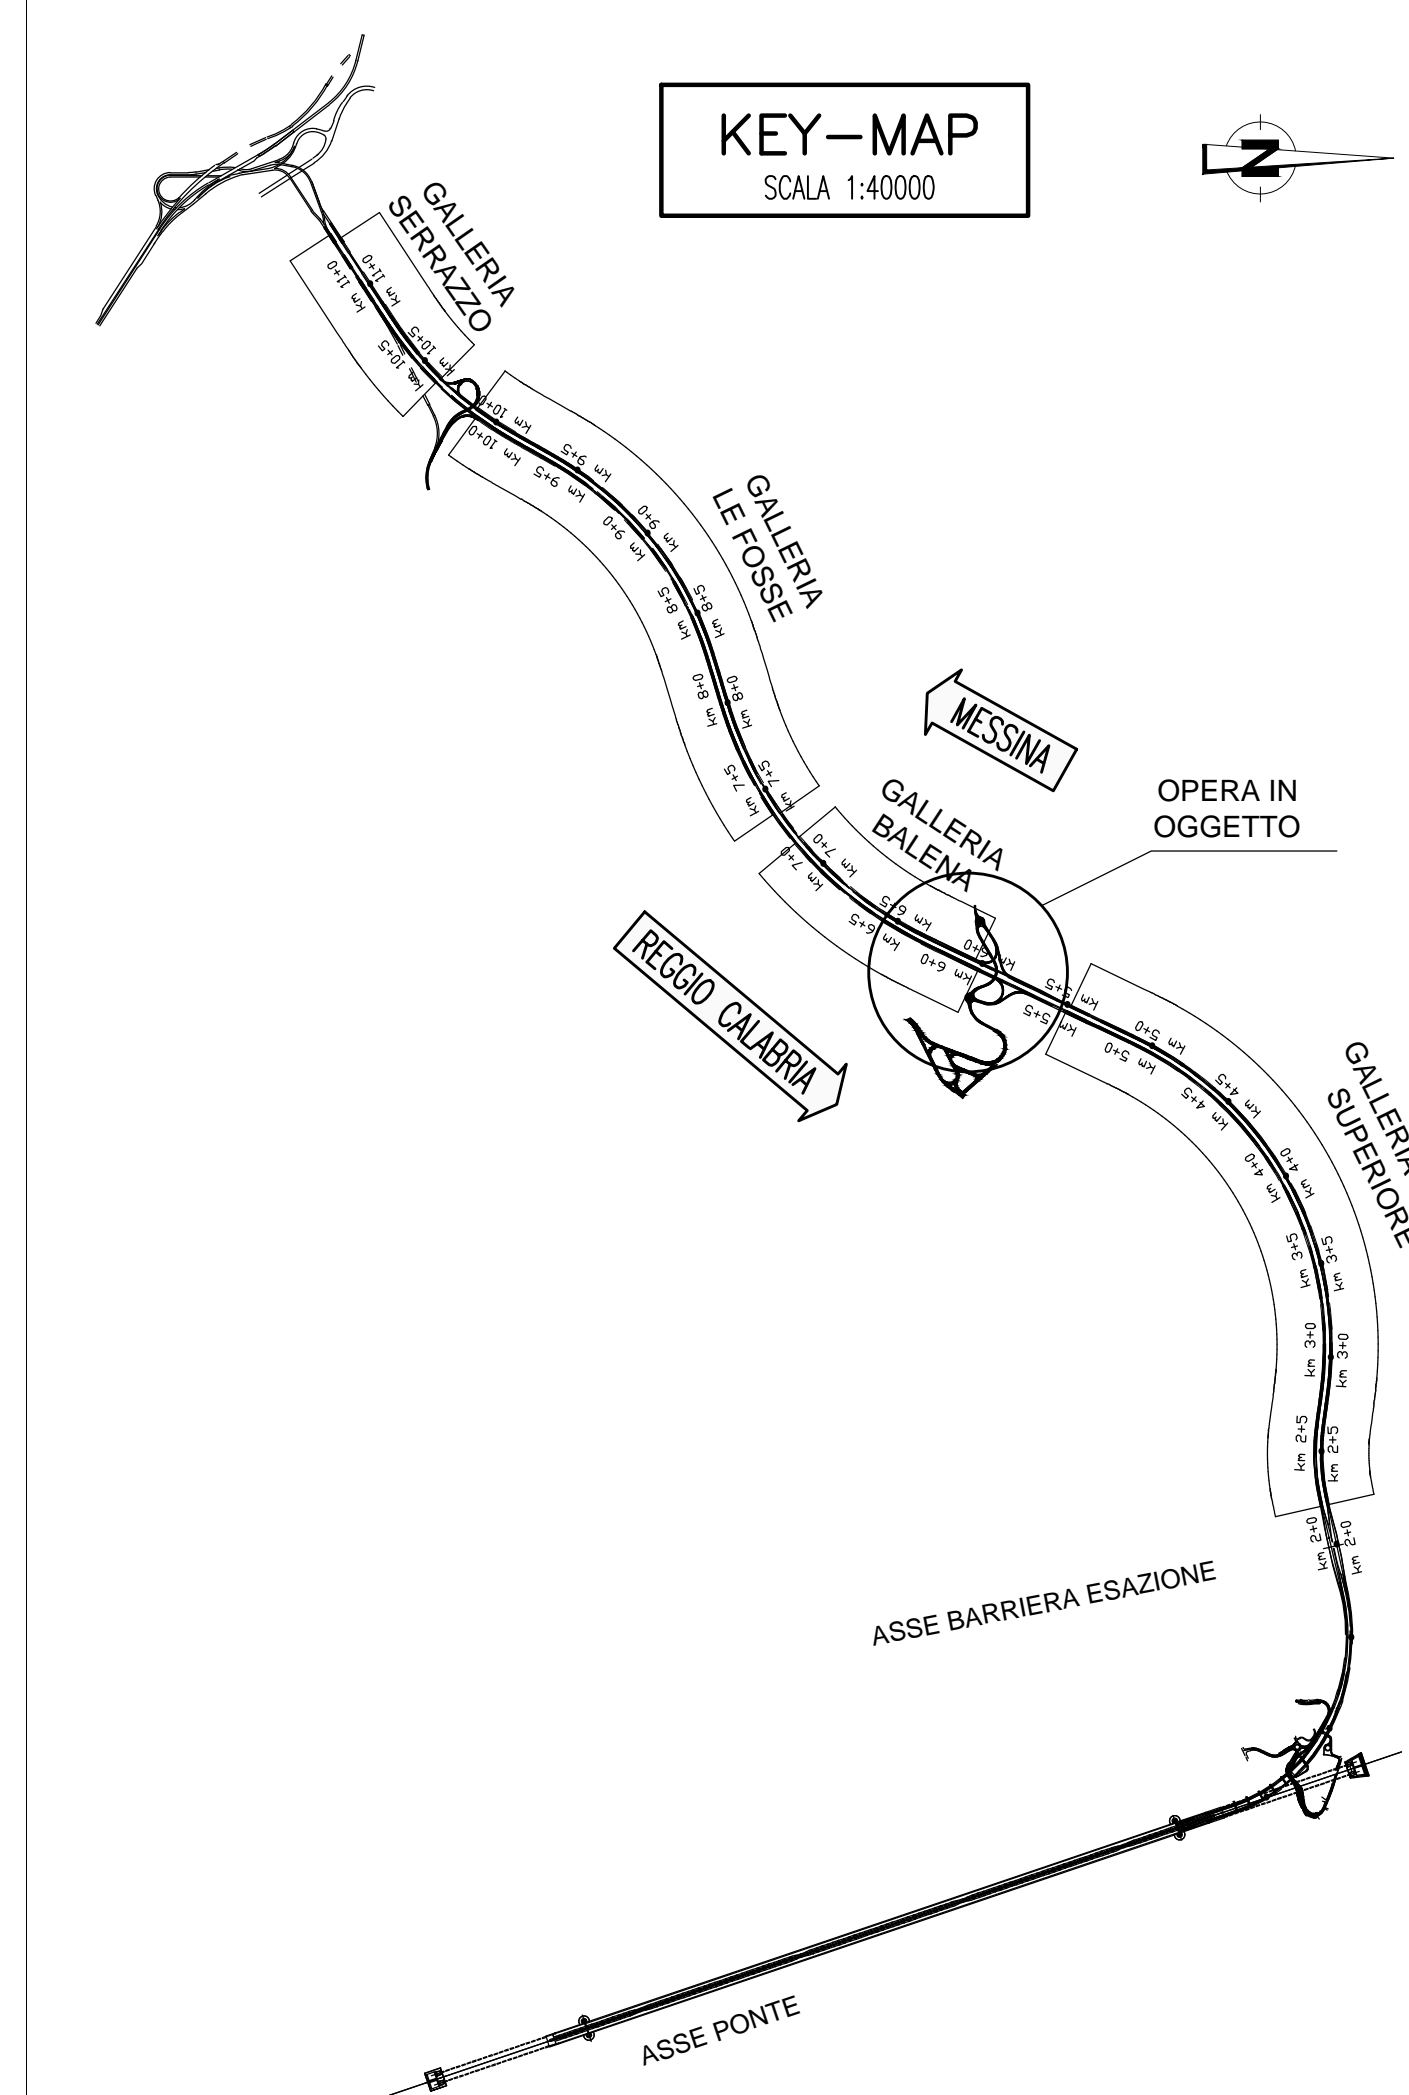 KEY-MAP
SCALA 1:40000
N
GALLERIA
SERRAZZO
km 11+0
km 11+0
km 10+5
km 10+5
km 10+0
km 10+0
km 9+5
km 9+5
km 9+0
km 9+0
GALLERIA
LE FOSSE
km 8+5
km 8+5
km 8+0
km 8+0
km 7+5
km 7+5
MESSINA
OPERA IN
OGGETTO
GALLERIA
BALENA
km 7+0
km 7+0
km 6+5
km 6+5
km 6+0
km 6+0
REGGIO CALABRIA
km 5+5
km 5+5
km 5+0
km 5+0
km 4+5
km 4+5
GALLERIA
SUPERIORE
km 4+0
km 4+0
km 3+5
km 3+5
km 3+0
km 3+0
km 2+5
km 2+5
km 2+0
km 2+0
ASSE BARRIERA ESAZIONE
ASSE PONTE